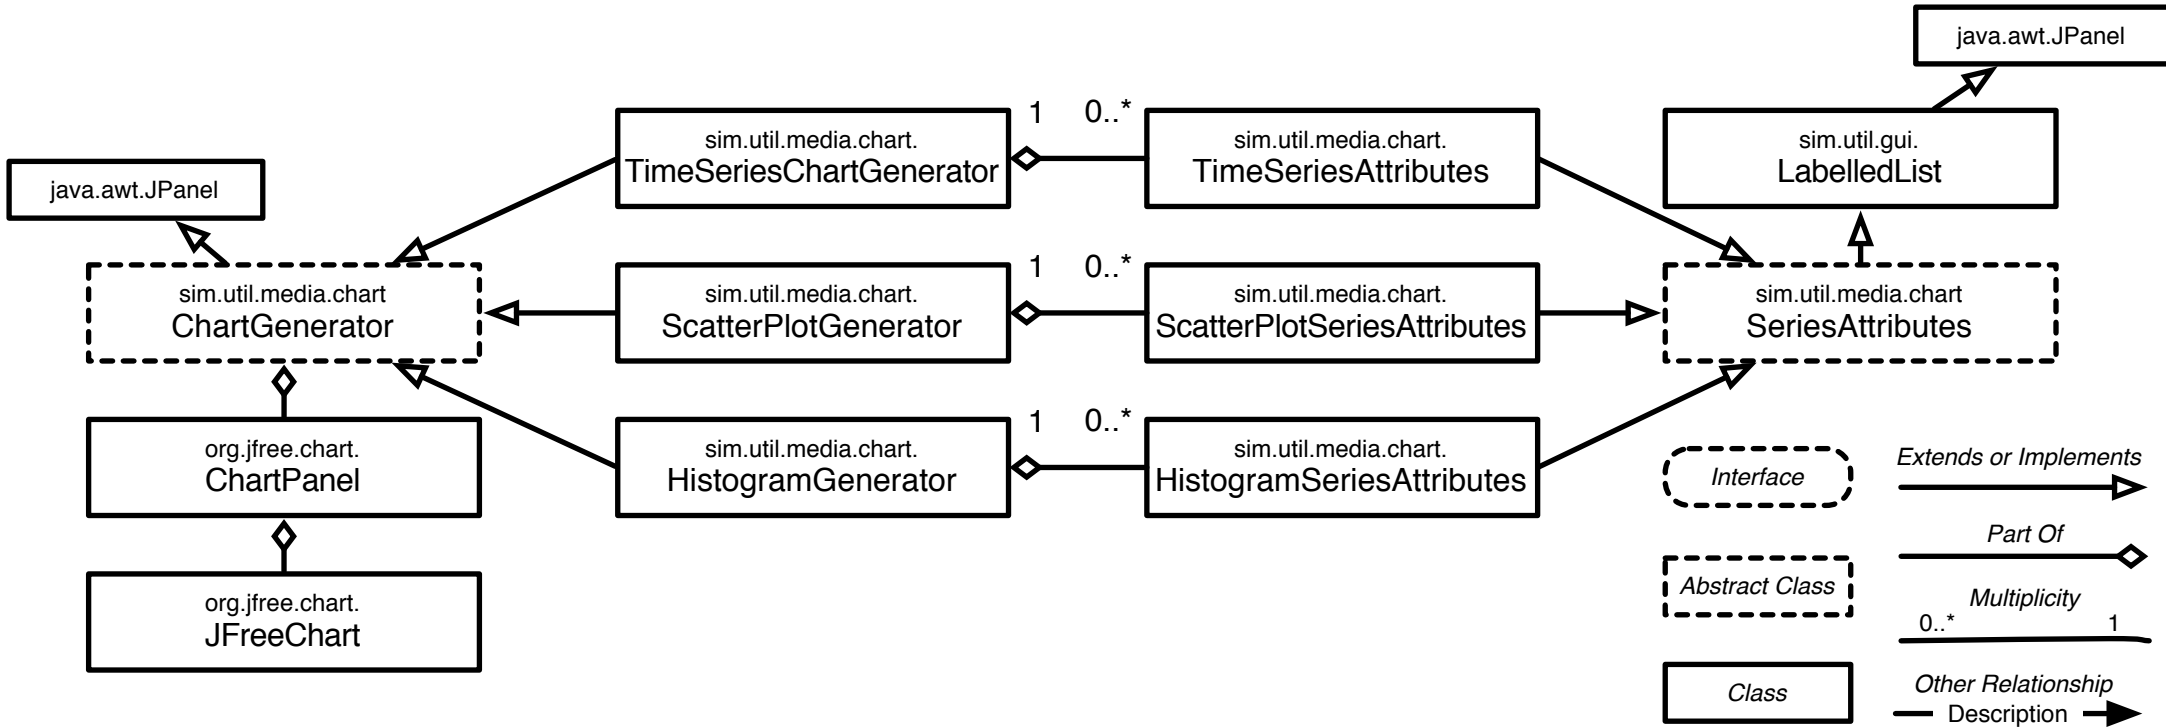 java.awt.JPanel
sim.util.media.chart
ChartGenerator
org.jfree.chart.
ChartPanel
org.jfree.chart.
JFreeChart
sim.util.media.chart.
TimeSeriesChartGenerator
1 0..*
sim.util.media.chart.
TimeSeriesAttributes
sim.util.media.chart.
ScatterPlotGenerator
1 0..*
sim.util.media.chart.
ScatterPlotSeriesAttributes
sim.util.media.chart.
HistogramGenerator
1 0..*
sim.util.media.chart.
HistogramSeriesAttributes
java.awt.JPanel
sim.util.gui.
LabelledList
sim.util.media.chart
SeriesAttributes
Interface
Abstract Class
Class
Extends or Implements
Part Of
Multiplicity
0..* 1
Other Relationship
Description